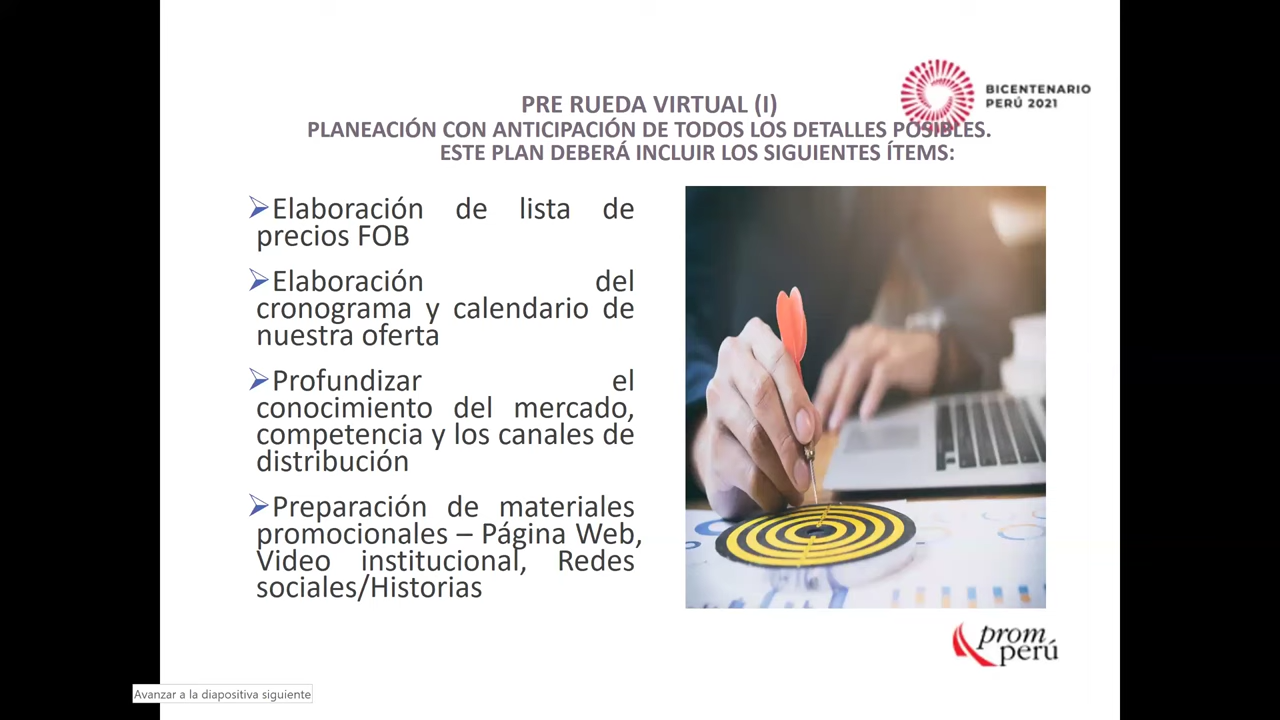 BICENTENARIO
PERÚ 2021
PRE RUEDA VIRTUAL (I)
PLANEACIÓN CON ANTICIPACIÓN DE TODOS LOS DETALLES POSIBLES.
ESTE PLAN DEBERÁ INCLUIR LOS SIGUIENTES ÍTEMS:
➢Elaboración de lista de
precios FOB
➢Elaboración del
cronograma y calendario de
nuestra oferta
➢Profundizar el
conocimiento del mercado,
competencia y los canales de
distribución
➢Preparación de materiales
promocionales – Página Web,
Video institucional, Redes
sociales/Historias
prom
perú
Avanzar a la diapositiva siguiente